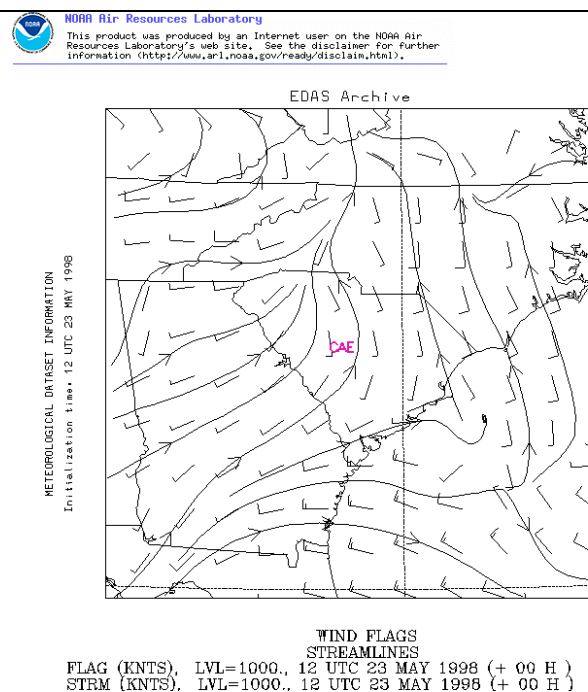 NOAA Air Resources Laboratory
This product was produced by an Internet user on the NOAA Air
Resources Laboratory's web site. See the disclaimer for further
information (http://www.arl.noaa.gov/ready/disclaim.html).
NOAA
EDAS Archive
METEOROLOGICAL DATASET INFORMATION
Initialization time: 12 UTC 23 MAY 1998
CAE
WIND FLAGS
STREAMLINES
FLAG (KNTS), LVL=1000., 12 UTC 23 MAY 1998 (+ 00 H )
STRM (KNTS), LVL=1000., 12 UTC 23 MAY 1998 (+ 00 H )